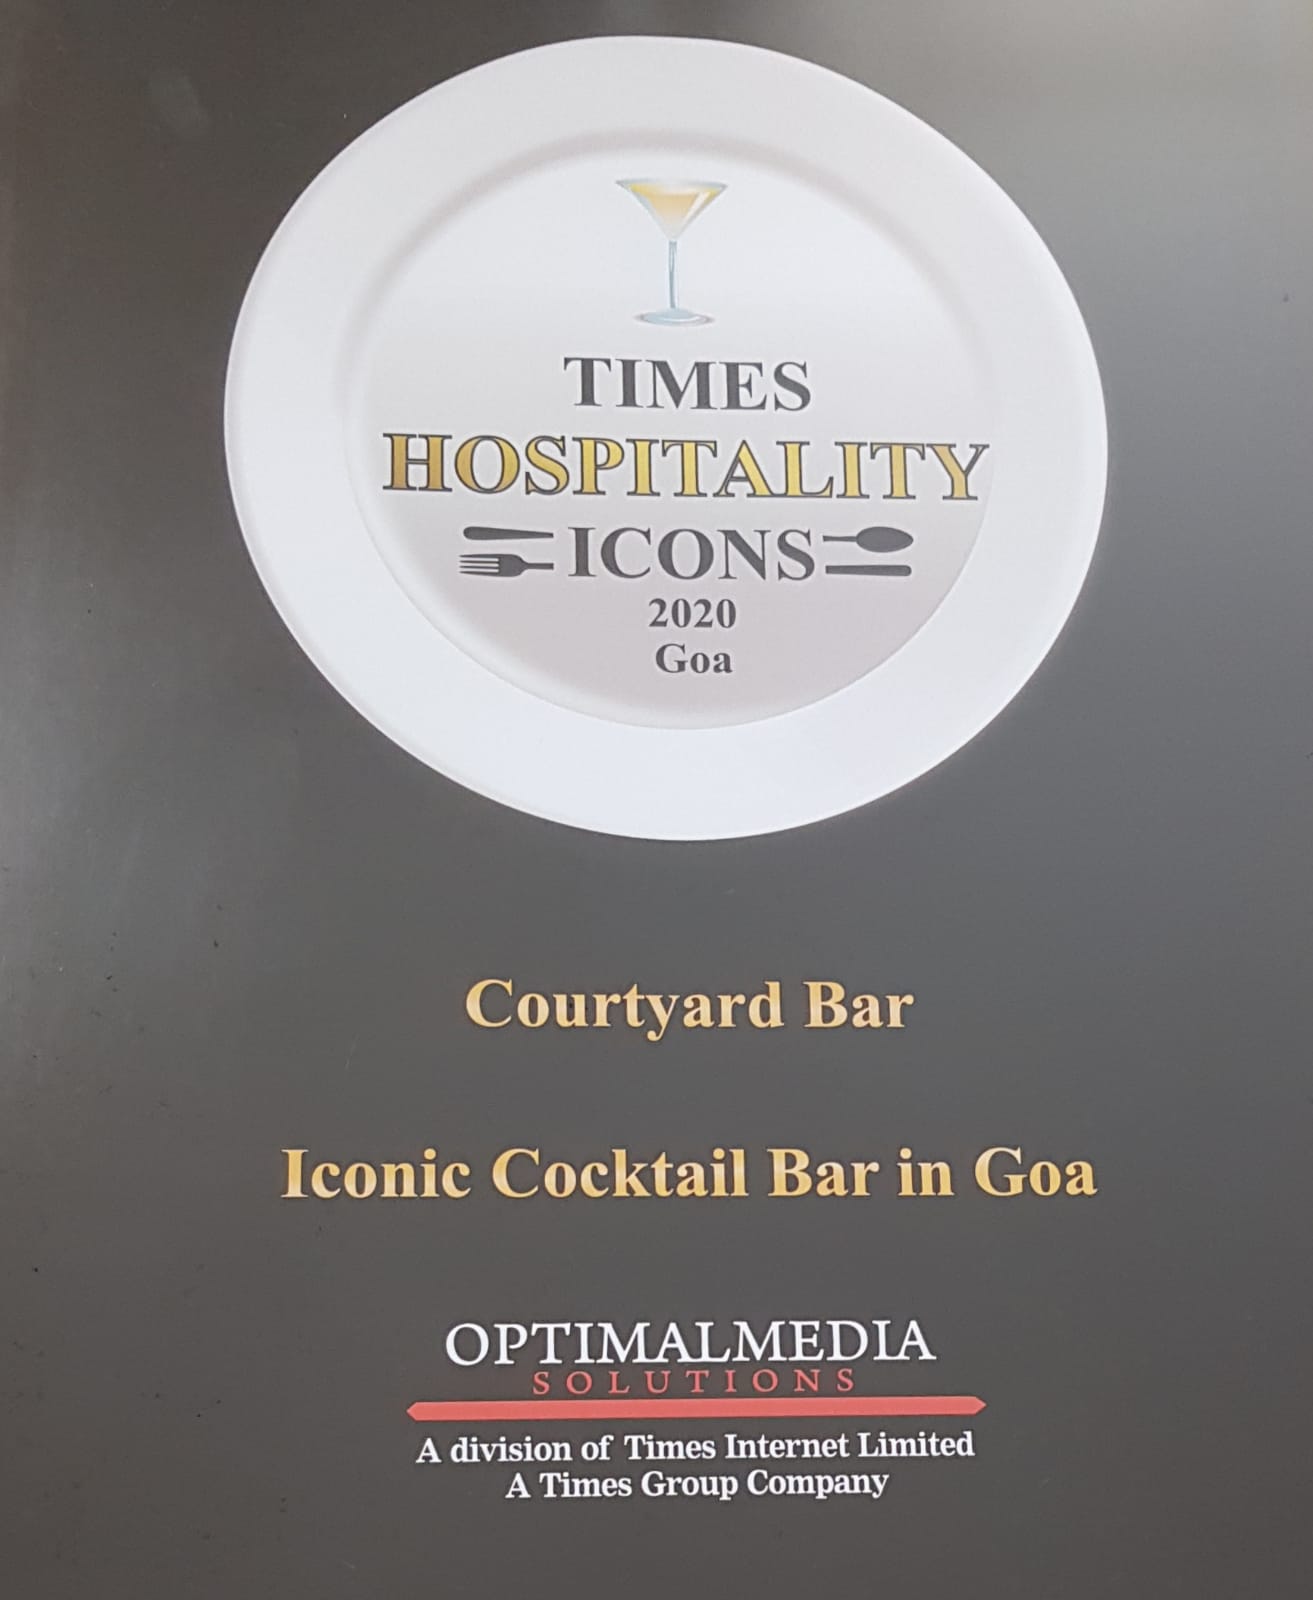 TIMES
HOSPITALITY
ICONS
2020
Goa
Courtyard Bar
Iconic Cocktail Bar in Goa
OPTIMALMEDIA
SOLUTIONS
A division of Times Internet Limited
A Times Group Company